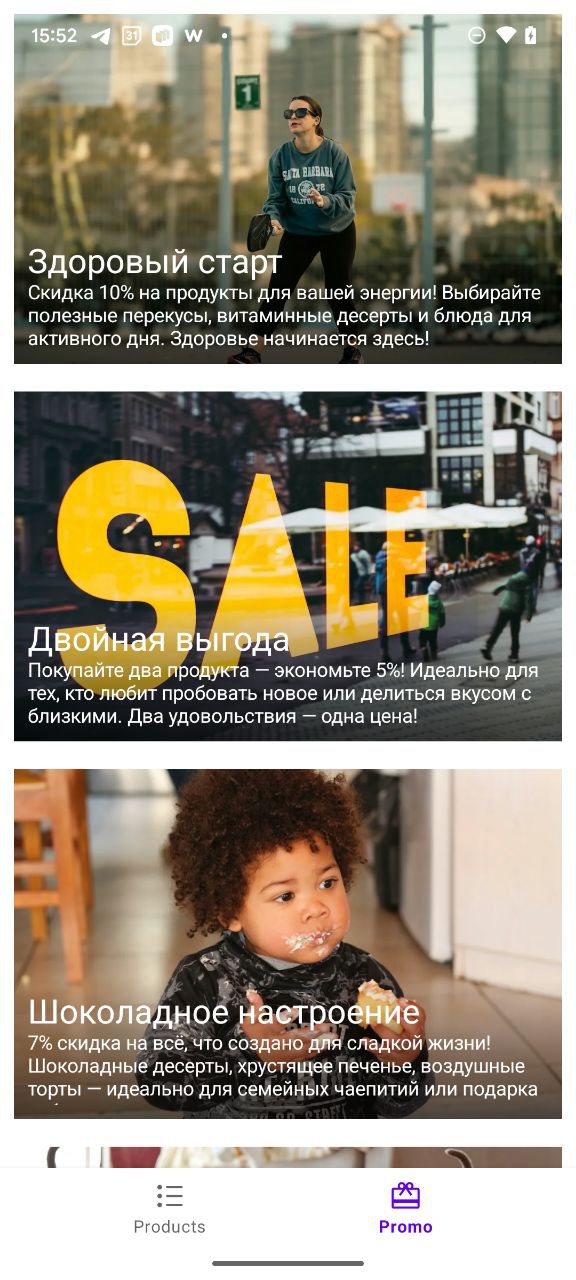 15:52
31
W
1
Здоровый старт
Скидка 10% на продукты для вашей энергии! Выбирайте
полезные перекусы, витаминные десерты и блюда для
активного дня. Здоровье начинается здесь!
SALE
Двойная выгода
Покупайте два продукта — экономьте 5%! Идеально для
тех, кто любит пробовать новое или делиться вкусом с
близкими. Два удовольствия — одна цена!
Шоколадное настроение
7% скидка на всё, что создано для сладкой жизни!
Шоколадные десерты, хрустящее печенье, воздушные
торты — идеально для семейных чаепитий или подарка
Products
Promo